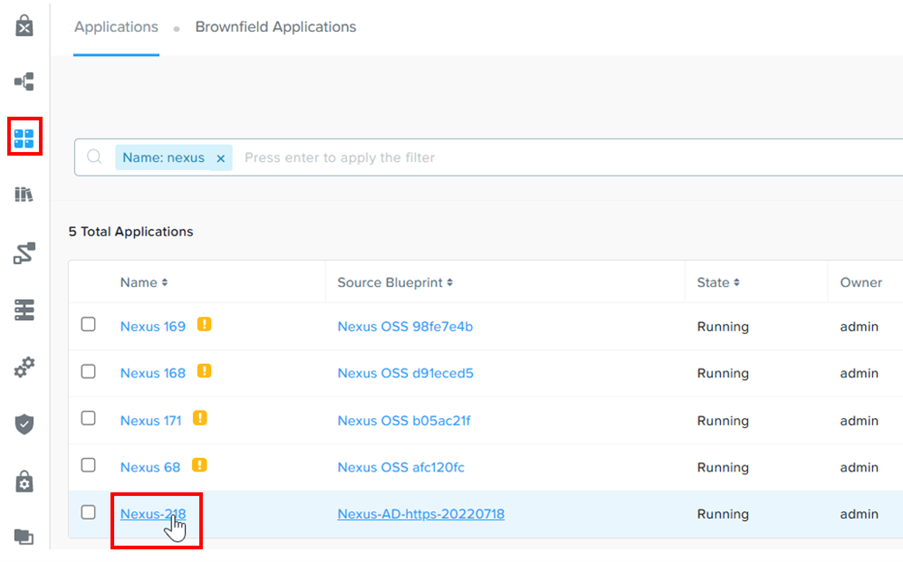 Applications Brownfield Applications
Name: nexus × Press enter to apply the filter
5 Total Applications
Name Source Blueprint State Owner
Nexus 169 Nexus OSS 98fe7e4b Running admin
Nexus 168 Nexus OSS d91eced5 Running admin
Nexus 171 Nexus OSS b05ac21f Running admin
Nexus 68 Nexus OSS afc120fc Running admin
Nexus-218 Nexus-AD-https-20220718 Running admin